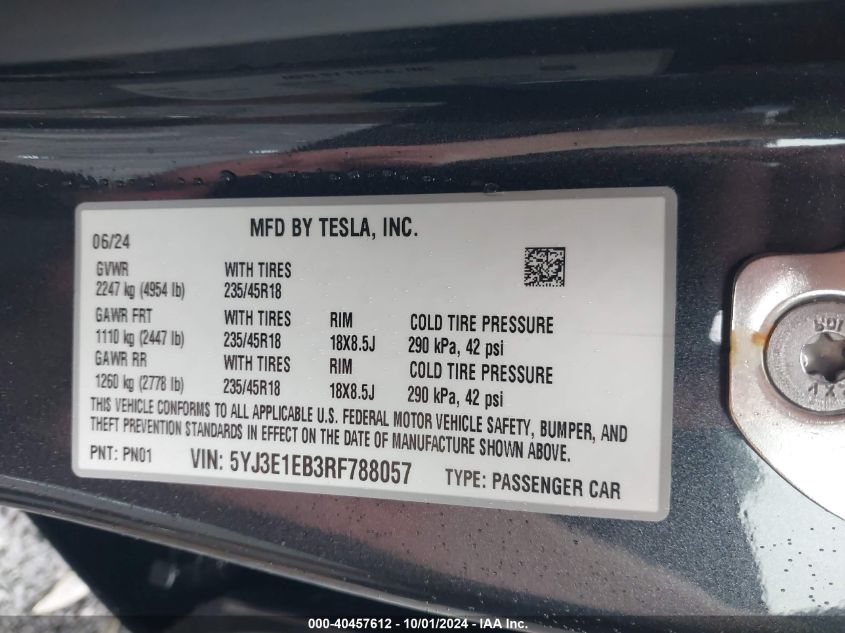 MFD BY TESLA, INC.
06/24
GVWR WITH TIRES
2247 kg (4954 lb) 235/45R18
GAWR FRT WITH TIRES RIM COLD TIRE PRESSURE
1110 kg (2447 lb) 235/45R18 18X8.5J 290 kPa, 42 psi
GAWR RR WITH TIRES RIM COLD TIRE PRESSURE
1260 kg (2778 lb) 235/45R18 18X8.5J 290 kPa, 42 psi
THIS VEHICLE CONFORMS TO ALL APPLICABLE U.S. FEDERAL MOTOR VEHICLE SAFETY, BUMPER, AND
THEFT PREVENTION STANDARDS IN EFFECT ON THE DATE OF MANUFACTURE SHOWN ABOVE.
PNT: PN01 VIN: 5YJ3E1EB3RF788057 TYPE: PASSENGER CAR
000-40457612 - 10/01/2024 - IAA Inc.